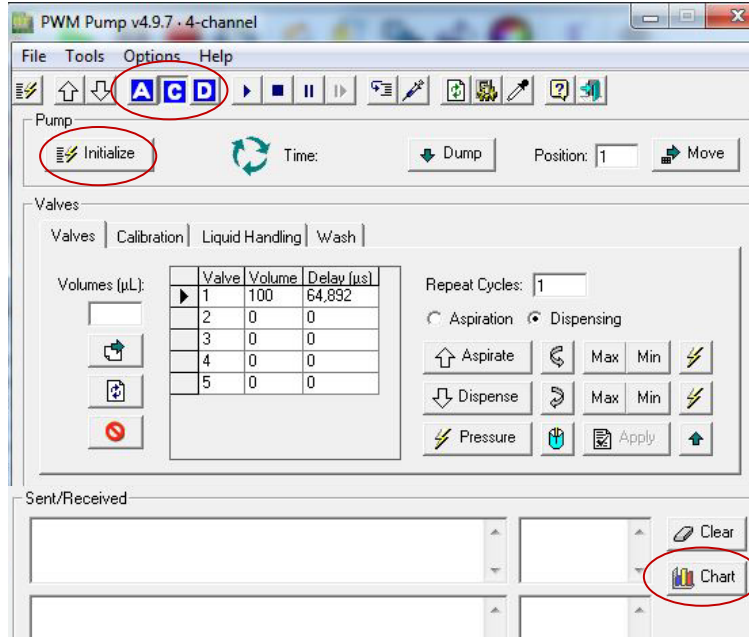 PWM Pump v4.9.7 · 4-channel
File Tools Options Help
A C D
Pump
Initialize Time: Dump Position: 1 Move
Valves
Valves Calibration Liquid Handling Wash
Volumes (µL):
Valve Volume Delay (µs)
1 100 64,892
2 0 0
3 0 0
4 0 0
5 0 0
Repeat Cycles: 1
Aspiration Dispensing
Aspirate Max Min
Dispense Max Min
Pressure Apply
Sent/Received
Clear
Chart